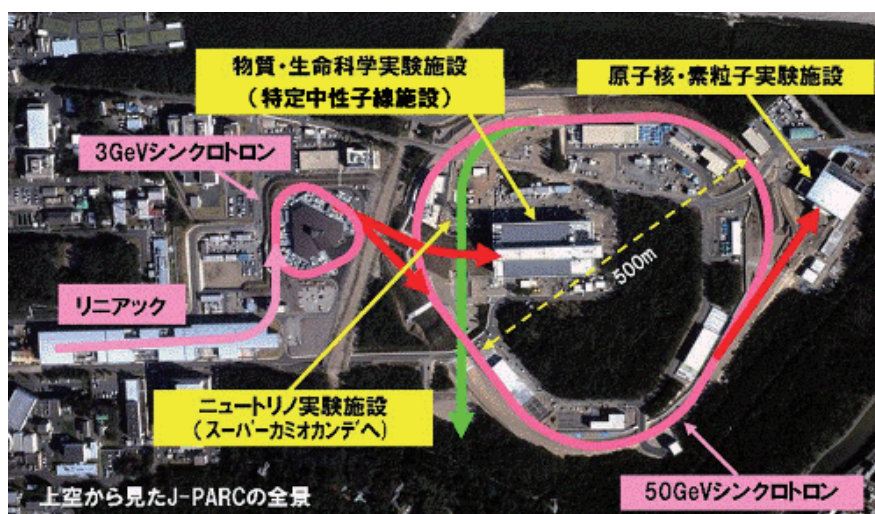 物質・生命科学実験施設
（特定中性子線施設）
原子核・素粒子実験施設
3GeVシンクロトロン
500m
リニアック
ニュートリノ実験施設
（スーパーカミオカンデへ）
50GeVシンクロトロン
上空から見たJ-PARCの全景